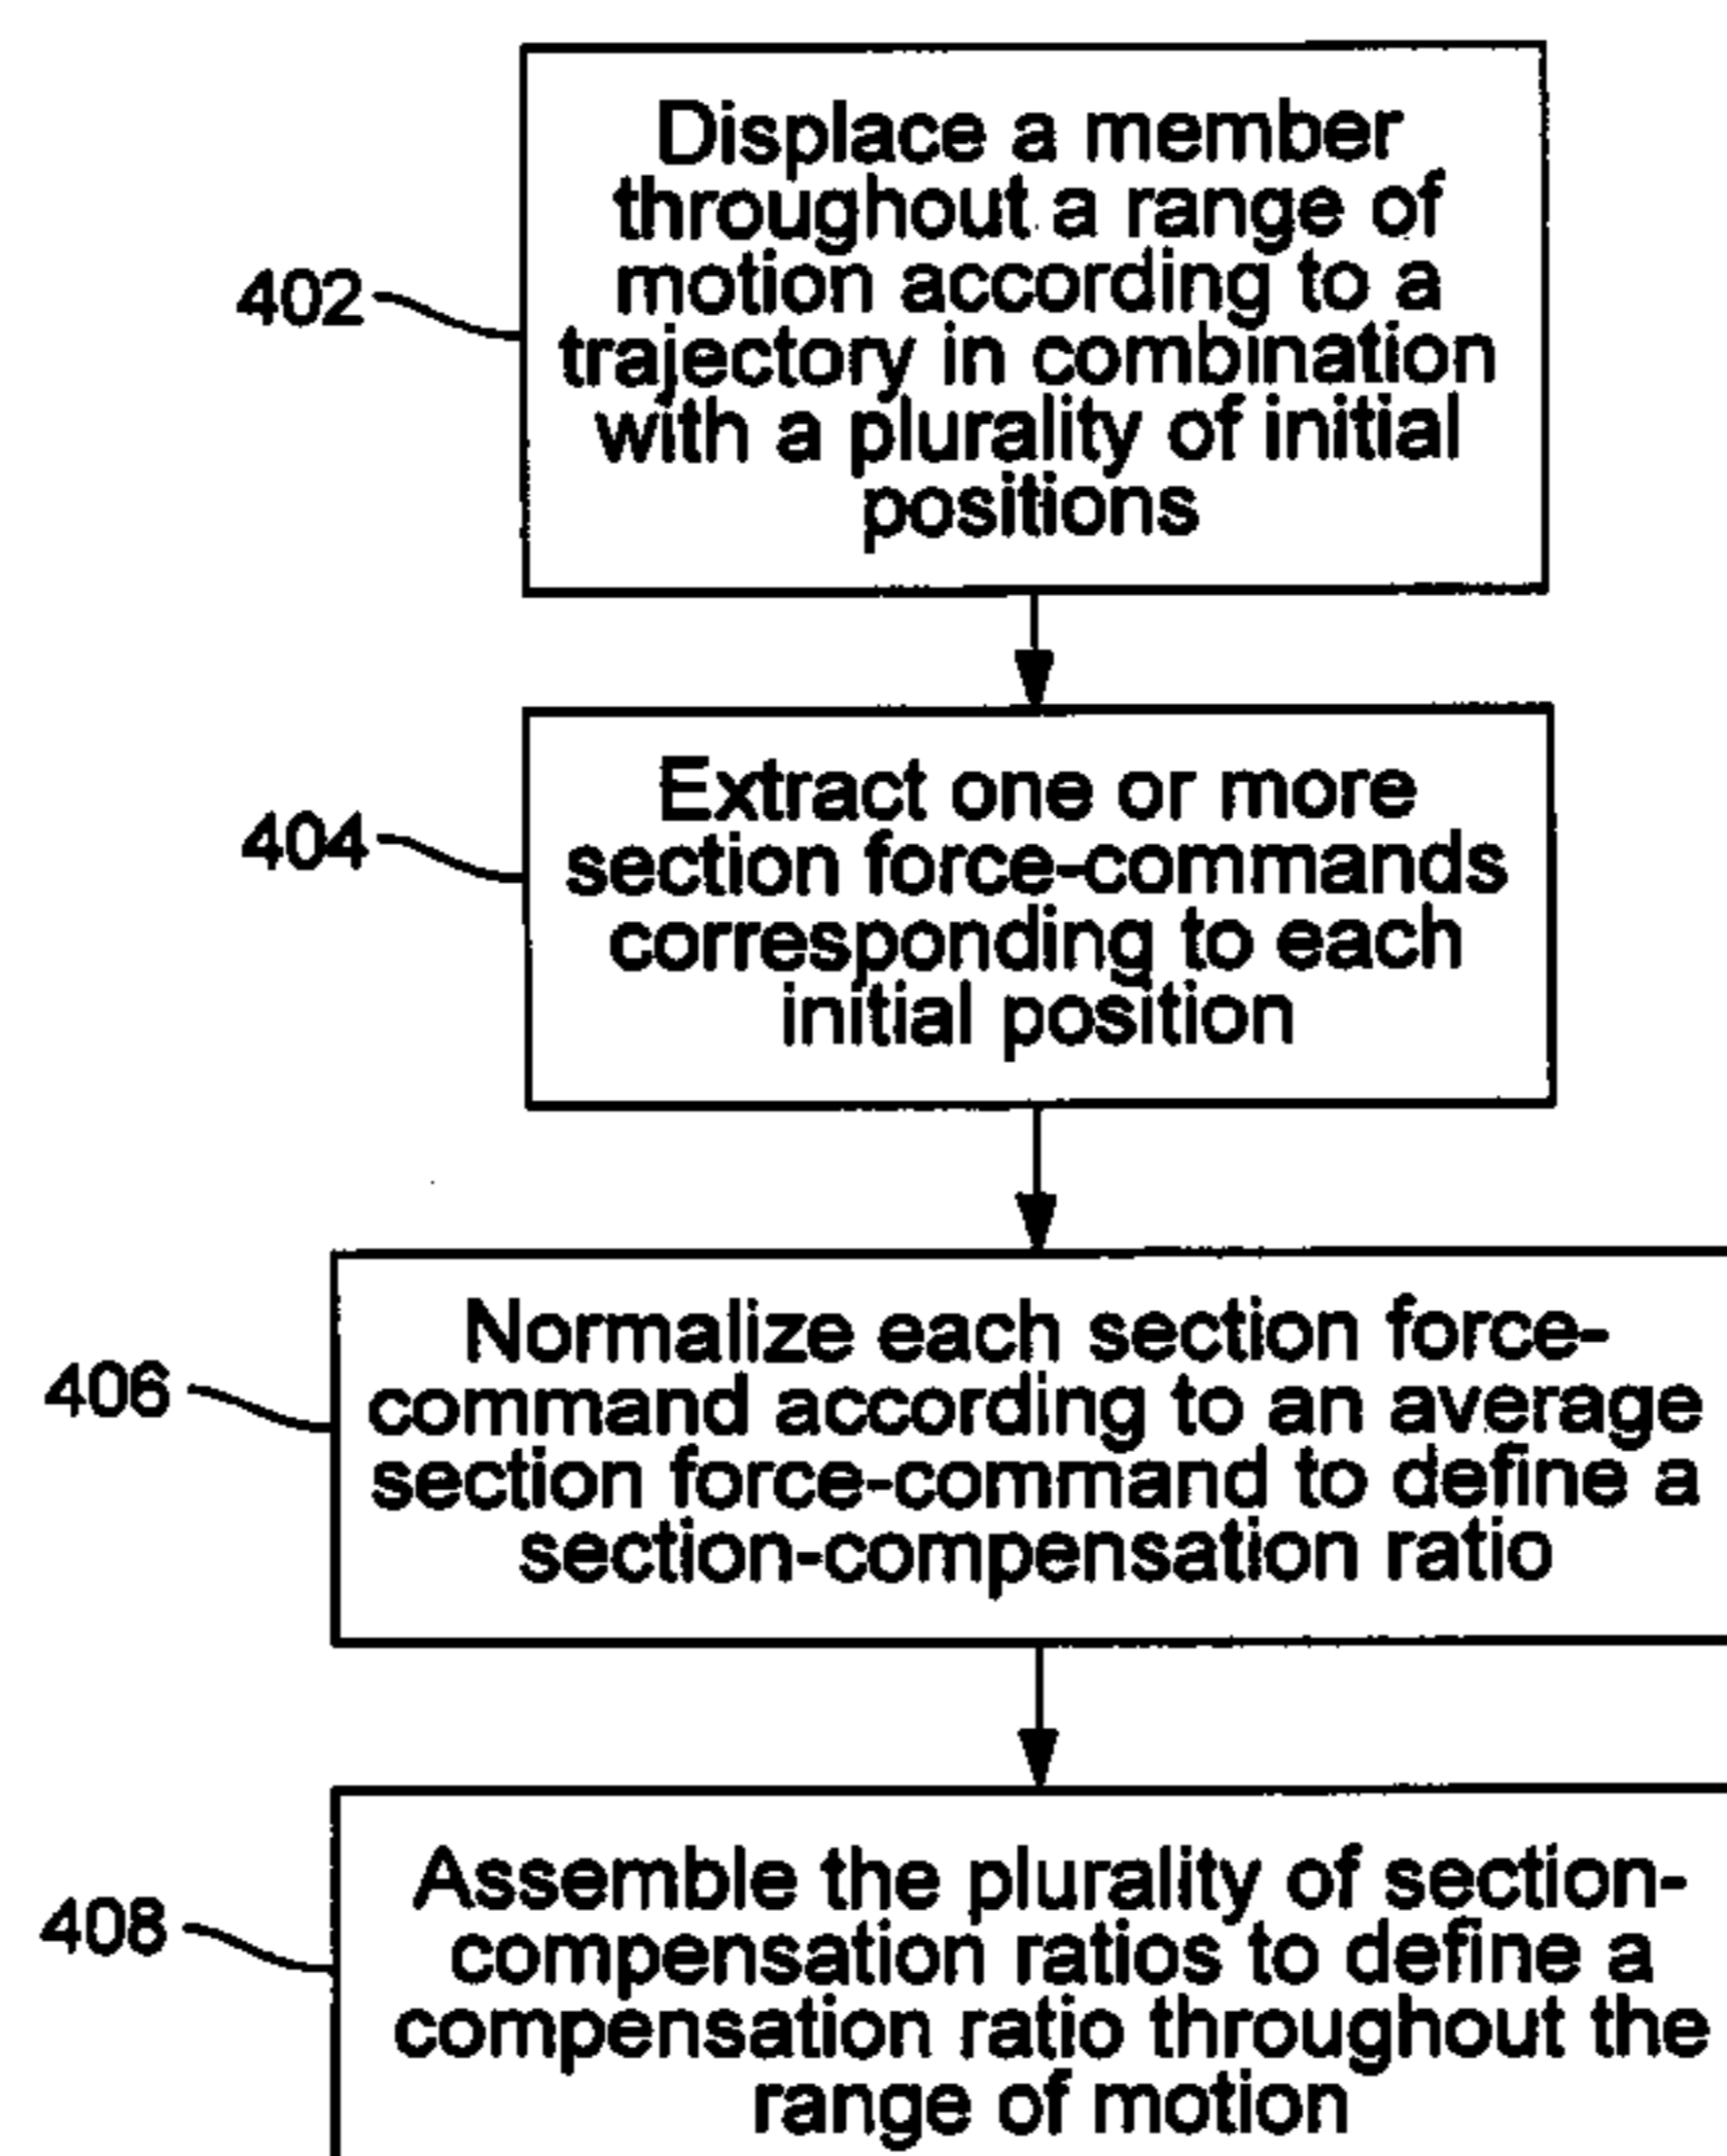 Displace a member
throughout a range of
motion according to a
402
trajectory in combination
with a plurality of initial
positions
Extract one or more
404
section force-commands
corresponding to each
initial position
Normalize each section force-
406
command according to an average
section force-command to define a
section-compensation ratio
Assemble the plurality of section-
408
compensation ratios to define a
compensation ratio throughout the
range of motion